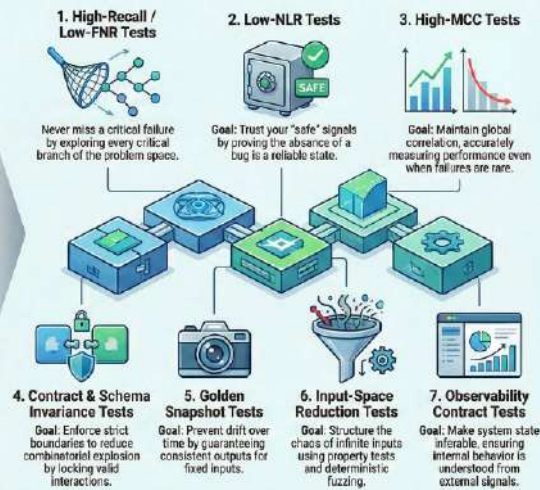 1. High-Recall /
Low-FNR Tests
Never miss a critical failure
by exploring every critical
branch of the problem space.
2. Low-NLR Tests
SAFE
Goal: Trust your "safe" signals
by proving the absence of a
bug is a reliable state.
3. High-MCC Tests
Goal: Maintain global
correlation, accurately
measuring performance even
when failures are rare.
4. Contract & Schema
Invariance Tests
Goal: Enforce strict
boundaries to reduce
combinatorial explosion
by locking valid
interactions.
5. Golden
Snapshot Tests
Goal: Prevent drift over
time by guaranteeing
consistent outputs for
fixed inputs.
6. Input-Space
Reduction Tests
Goal: Structure the
chaos of infinite inputs
using property tests
and deterministic
fuzzing.
7. Observability
Contract Tests
Goal: Make system state
inferable, ensuring
internal behavior is
understood from
external signals.